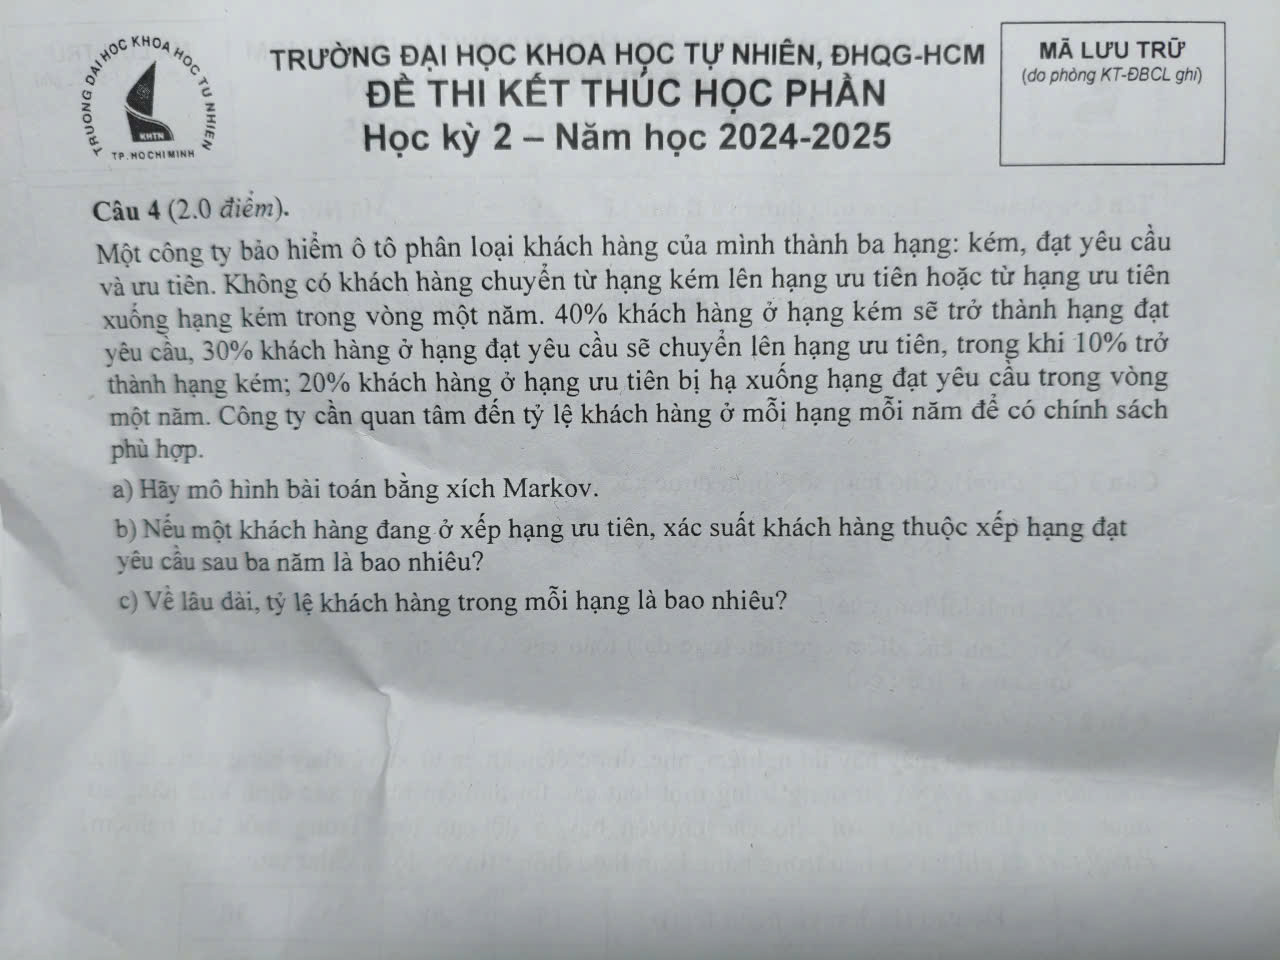 TRƯỜNG ĐẠI HỌC KHOA HỌC TỰ NHIÊN
KHTN
TP.HOCHIMINH
TRƯỜNG ĐẠI HỌC KHOA HỌC TỰ NHIÊN, ĐHQG-HCM
ĐỀ THI KẾT THÚC HỌC PHẦN
Học kỳ 2 – Năm học 2024-2025
MÃ LƯU TRỮ
(do phòng KT-ĐBCL ghi)
Câu 4 (2.0 điểm).
Một công ty bảo hiểm ô tô phân loại khách hàng của mình thành ba hạng: kém, đạt yêu cầu
và ưu tiên. Không có khách hàng chuyển từ hạng kém lên hạng ưu tiên hoặc từ hạng ưu tiên
xuống hạng kém trong vòng một năm. 40% khách hàng ở hạng kém sẽ trở thành hạng đạt
yêu cầu, 30% khách hàng ở hạng đạt yêu cầu sẽ chuyển lên hạng ưu tiên, trong khi 10% trở
thành hạng kém; 20% khách hàng ở hạng ưu tiên bị hạ xuống hạng đạt yêu cầu trong vòng
một năm. Công ty cần quan tâm đến tỷ lệ khách hàng ở mỗi hạng mỗi năm để có chính sách
phù hợp.
a) Hãy mô hình bài toán bằng xích Markov.
b) Nếu một khách hàng đang ở xếp hạng ưu tiên, xác suất khách hàng thuộc xếp hạng đạt
yêu cầu sau ba năm là bao nhiêu?
c) Về lâu dài, tỷ lệ khách hàng trong mỗi hạng là bao nhiêu?